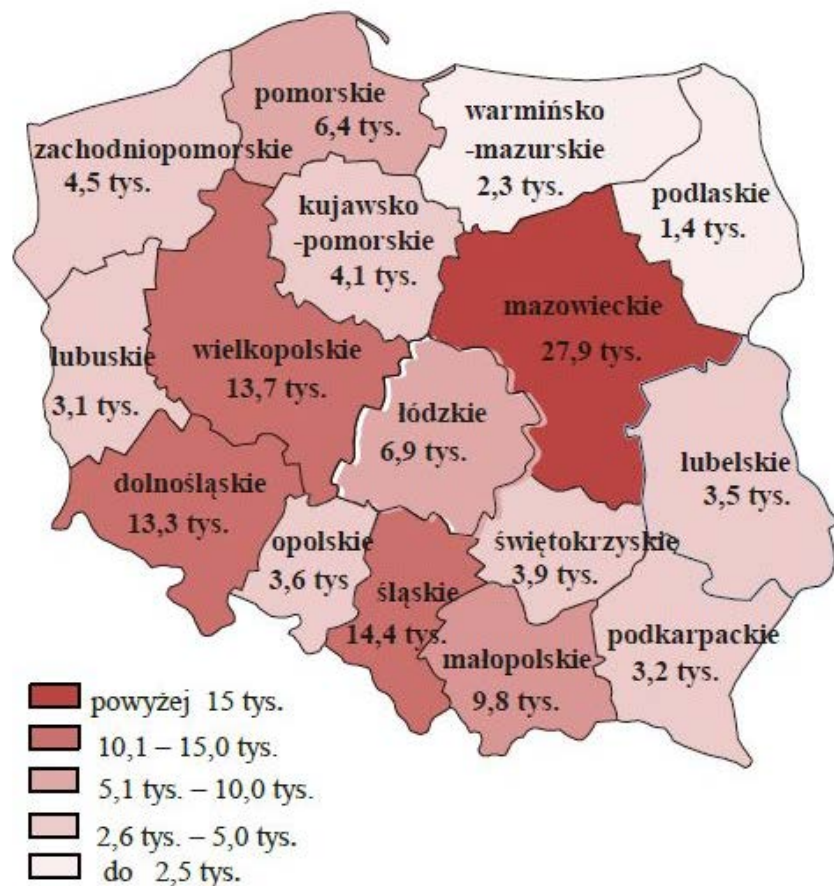 pomorskie
6,4 tys.
warmińsko
-mazurskie
2,3 tys.
zachodniopomorskie
4,5 tys.
kujawsko
-pomorskie
4,1 tys.
podlaskie
1,4 tys.
mazowieckie
27,9 tys.
lubuskie
3,1 tys.
wielkopolskie
13,7 tys.
łódzkie
6,9 tys.
lubelskie
3,5 tys.
dolnośląskie
13,3 tys.
opolskie
3,6 tys
świętokrzyskie
3,9 tys.
śląskie
14,4 tys.
małopolskie
9,8 tys.
podkarpackie
3,2 tys.
powyżej 15 tys.
10,1 – 15,0 tys.
5,1 tys. – 10,0 tys.
2,6 tys. – 5,0 tys.
do 2,5 tys.